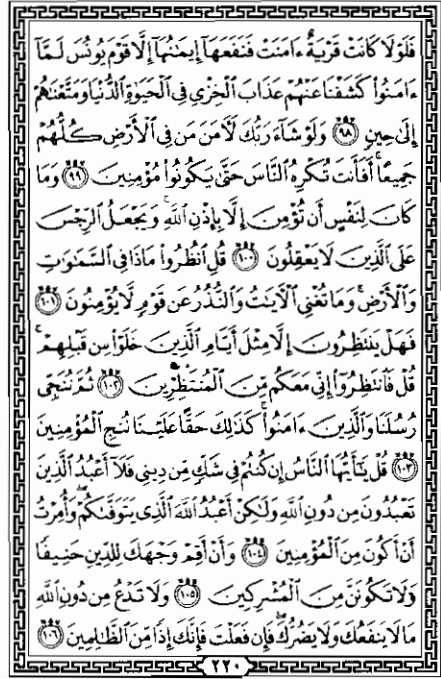 فَلَوْلَا كَانَتْ قَرْيَةٌ ءَامَنَتْ فَنَفَعَهَآ إِيمَٰنُهَآ إِلَّا قَوْمَ يُونُسَ لَمَّآ
ءَامَنُوا۟ كَشَفْنَا عَنْهُمْ عَذَابَ ٱلْخِزْىِ فِى ٱلْحَيَوٰةِ ٱلدُّنْيَا وَمَتَّعْنَٰهُمْ
إِلَىٰ حِينٍ ٩٨ وَلَوْ شَآءَ رَبُّكَ لَءَامَنَ مَن فِى ٱلْأَرْضِ كُلُّهُمْ
جَمِيعًا ۚ أَفَأَنتَ تُكْرِهُ ٱلنَّاسَ حَتَّىٰ يَكُونُوا۟ مُؤْمِنِينَ ٩٩ وَمَا
كَانَ لِنَفْسٍ أَن تُؤْمِنَ إِلَّا بِإِذْنِ ٱللَّهِ ۚ وَيَجْعَلُ ٱلرِّجْسَ
عَلَى ٱلَّذِينَ لَا يَعْقِلُونَ ١٠٠ قُلِ ٱنظُرُوا۟ مَاذَا فِى ٱلسَّمَٰوَٰتِ
وَٱلْأَرْضِ ۚ وَمَا تُغْنِى ٱلْءَايَٰتُ وَٱلنُّذُرُ عَن قَوْمٍ لَّا يُؤْمِنُونَ ١٠١
فَهَلْ يَنتَظِرُونَ إِلَّا مِثْلَ أَيَّامِ ٱلَّذِينَ خَلَوْا۟ مِن قَبْلِهِمْ ۚ
قُلْ فَٱنتَظِرُوٓا۟ إِنِّى مَعَكُم مِّنَ ٱلْمُنتَظِرِينَ ١٠٢ ثُمَّ نُنَجِّى
رُسُلَنَا وَٱلَّذِينَ ءَامَنُوا۟ ۚ كَذَٰلِكَ حَقًّا عَلَيْنَا نُنجِ ٱلْمُؤْمِنِينَ
١٠٣ قُلْ يَٰٓأَيُّهَا ٱلنَّاسُ إِن كُنتُمْ فِى شَكٍّ مِّن دِينِى فَلَآ أَعْبُدُ ٱلَّذِينَ
تَعْبُدُونَ مِن دُونِ ٱللَّهِ وَلَٰكِنْ أَعْبُدُ ٱللَّهَ ٱلَّذِى يَتَوَفَّىٰكُمْ ۖ وَأُمِرْتُ
أَنْ أَكُونَ مِنَ ٱلْمُؤْمِنِينَ ١٠٤ وَأَنْ أَقِمْ وَجْهَكَ لِلدِّينِ حَنِيفًا
وَلَا تَكُونَنَّ مِنَ ٱلْمُشْرِكِينَ ١٠٥ وَلَا تَدْعُ مِن دُونِ ٱللَّهِ
مَا لَا يَنفَعُكَ وَلَا يَضُرُّكَ ۖ فَإِن فَعَلْتَ فَإِنَّكَ إِذًا مِّنَ ٱلظَّٰلِمِينَ ١٠٦
٢٢٠